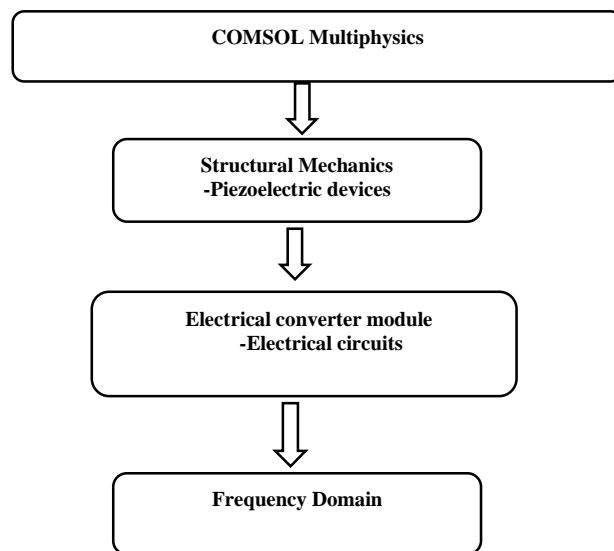 COMSOL Multiphysics
Structural Mechanics
-Piezoelectric devices
Electrical converter module
-Electrical circuits
Frequency Domain